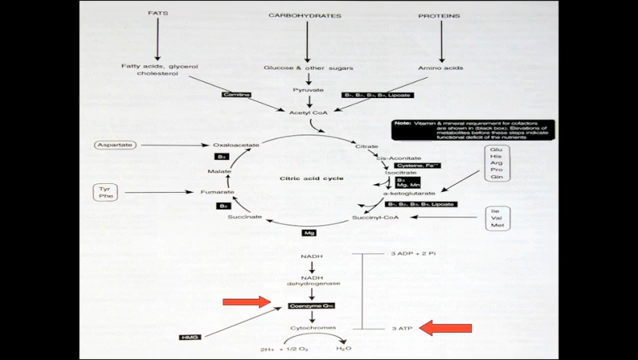 FATS
CARBOHYDRATES
PROTEINS
Fatty acids, glycerol
cholesterol
Glucose & other sugars
Amino acids
Carnitine
Pyruvate
B₁, B₂, B₃, B₅, Lipoate
Acetyl CoA
Note: Vitamin & mineral requirement for cofactors
are shown in (black box). Elevations of
metabolites before these steps indicate
functional deficit of the nutrients
Aspartate
Oxaloacetate
Citrate
B₃
cis-Aconitate
Cysteine, Fe⁺⁺
Malate
Isocitrate
Citric acid cycle
B₃
Mg, Mn
Glu
His
Arg
Pro
Gln
Tyr
Phe
Fumarate
a-ketoglutarate
B₂
B₁, B₂, B₃, B₅, Lipoate
Succinate
Succinyl-CoA
Ile
Val
Met
Mg
NADH
3 ADP + 2 Pi
NADH
dehydrogenase
Coenzyme Q₁₀
Cytochromes
3 ATP
HMG
2H+ + 1/2 O₂
H₂O